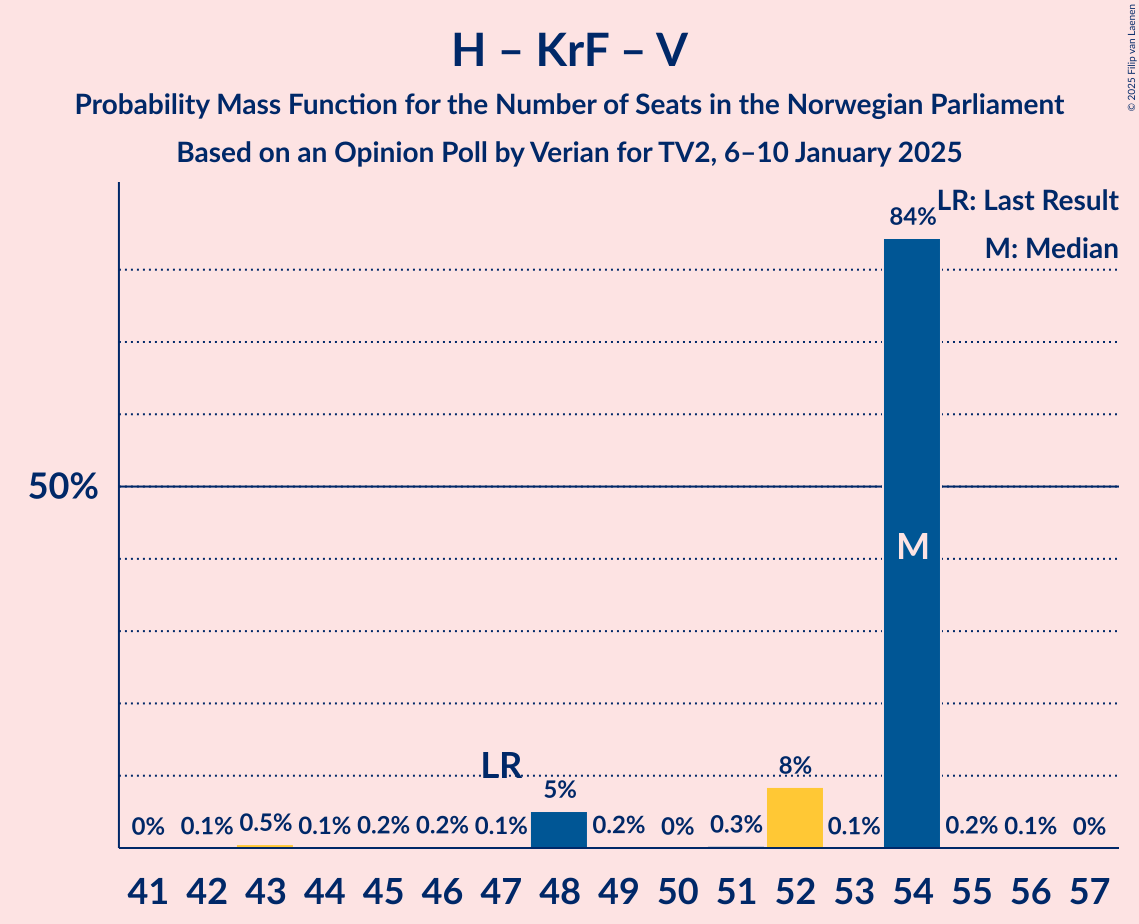 H – KrF – V
Probability Mass Function for the Number of Seats in the Norwegian Parliament
Based on an Opinion Poll by Verian for TV2, 6–10 January 2025
© 2025 Filip van Laenen
LR: Last Result
M: Median
84%
50%
M
LR
5%
8%
0% 0.1% 0.5% 0.1% 0.2% 0.2% 0.1% 0.2% 0% 0.3% 0.1% 0.2% 0.1% 0%
41 42 43 44 45 46 47 48 49 50 51 52 53 54 55 56 57